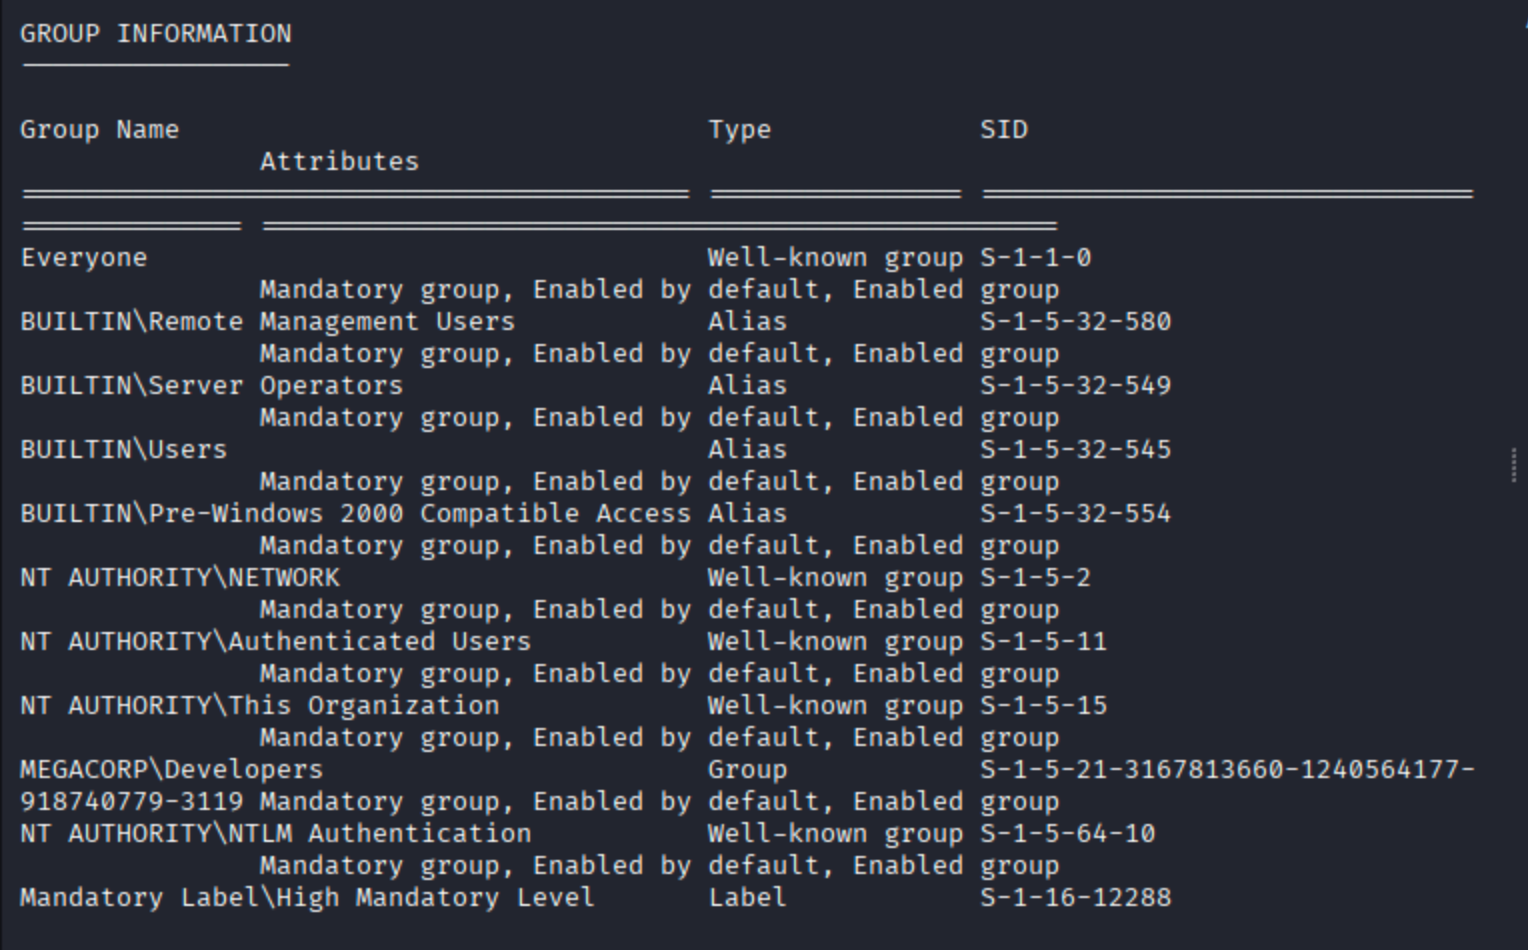 GROUP INFORMATION
Group Name Type SID
Attributes
Everyone Well-known group S-1-1-0
Mandatory group, Enabled by default, Enabled group
BUILTIN\Remote Management Users Alias S-1-5-32-580
Mandatory group, Enabled by default, Enabled group
BUILTIN\Server Operators Alias S-1-5-32-549
Mandatory group, Enabled by default, Enabled group
BUILTIN\Users Alias S-1-5-32-545
Mandatory group, Enabled by default, Enabled group
BUILTIN\Pre-Windows 2000 Compatible Access Alias S-1-5-32-554
Mandatory group, Enabled by default, Enabled group
NT AUTHORITY\NETWORK Well-known group S-1-5-2
Mandatory group, Enabled by default, Enabled group
NT AUTHORITY\Authenticated Users Well-known group S-1-5-11
Mandatory group, Enabled by default, Enabled group
NT AUTHORITY\This Organization Well-known group S-1-5-15
Mandatory group, Enabled by default, Enabled group
MEGACORP\Developers Group S-1-5-21-3167813660-1240564177-
918740779-3119 Mandatory group, Enabled by default, Enabled group
NT AUTHORITY\NTLM Authentication Well-known group S-1-5-64-10
Mandatory group, Enabled by default, Enabled group
Mandatory Label\High Mandatory Level Label S-1-16-12288